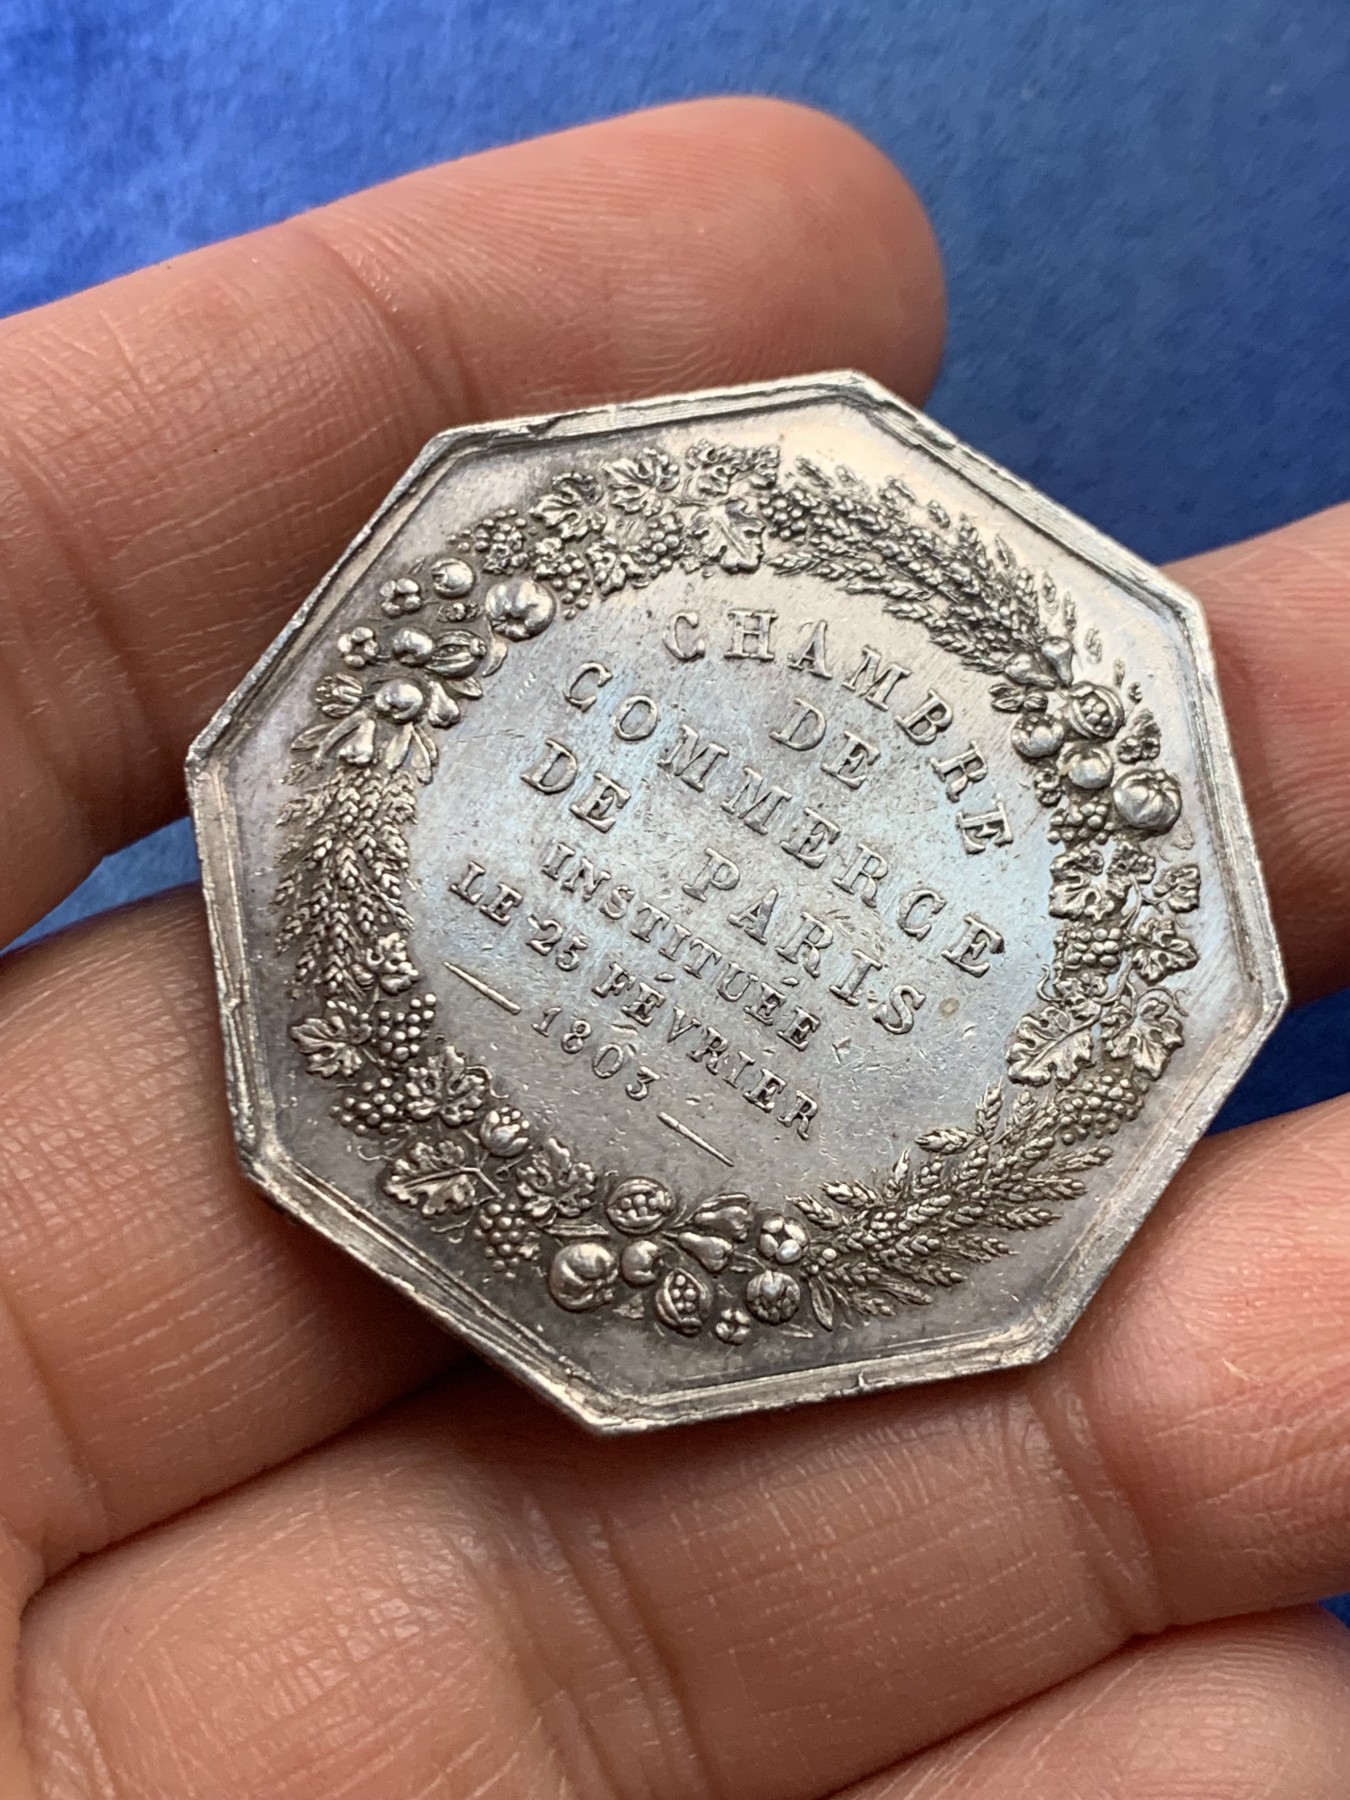 CHAMBRE
DE
COMMERCE
DE PARIS
INSTITUÉE
LE 25 FÉVRIER
1803